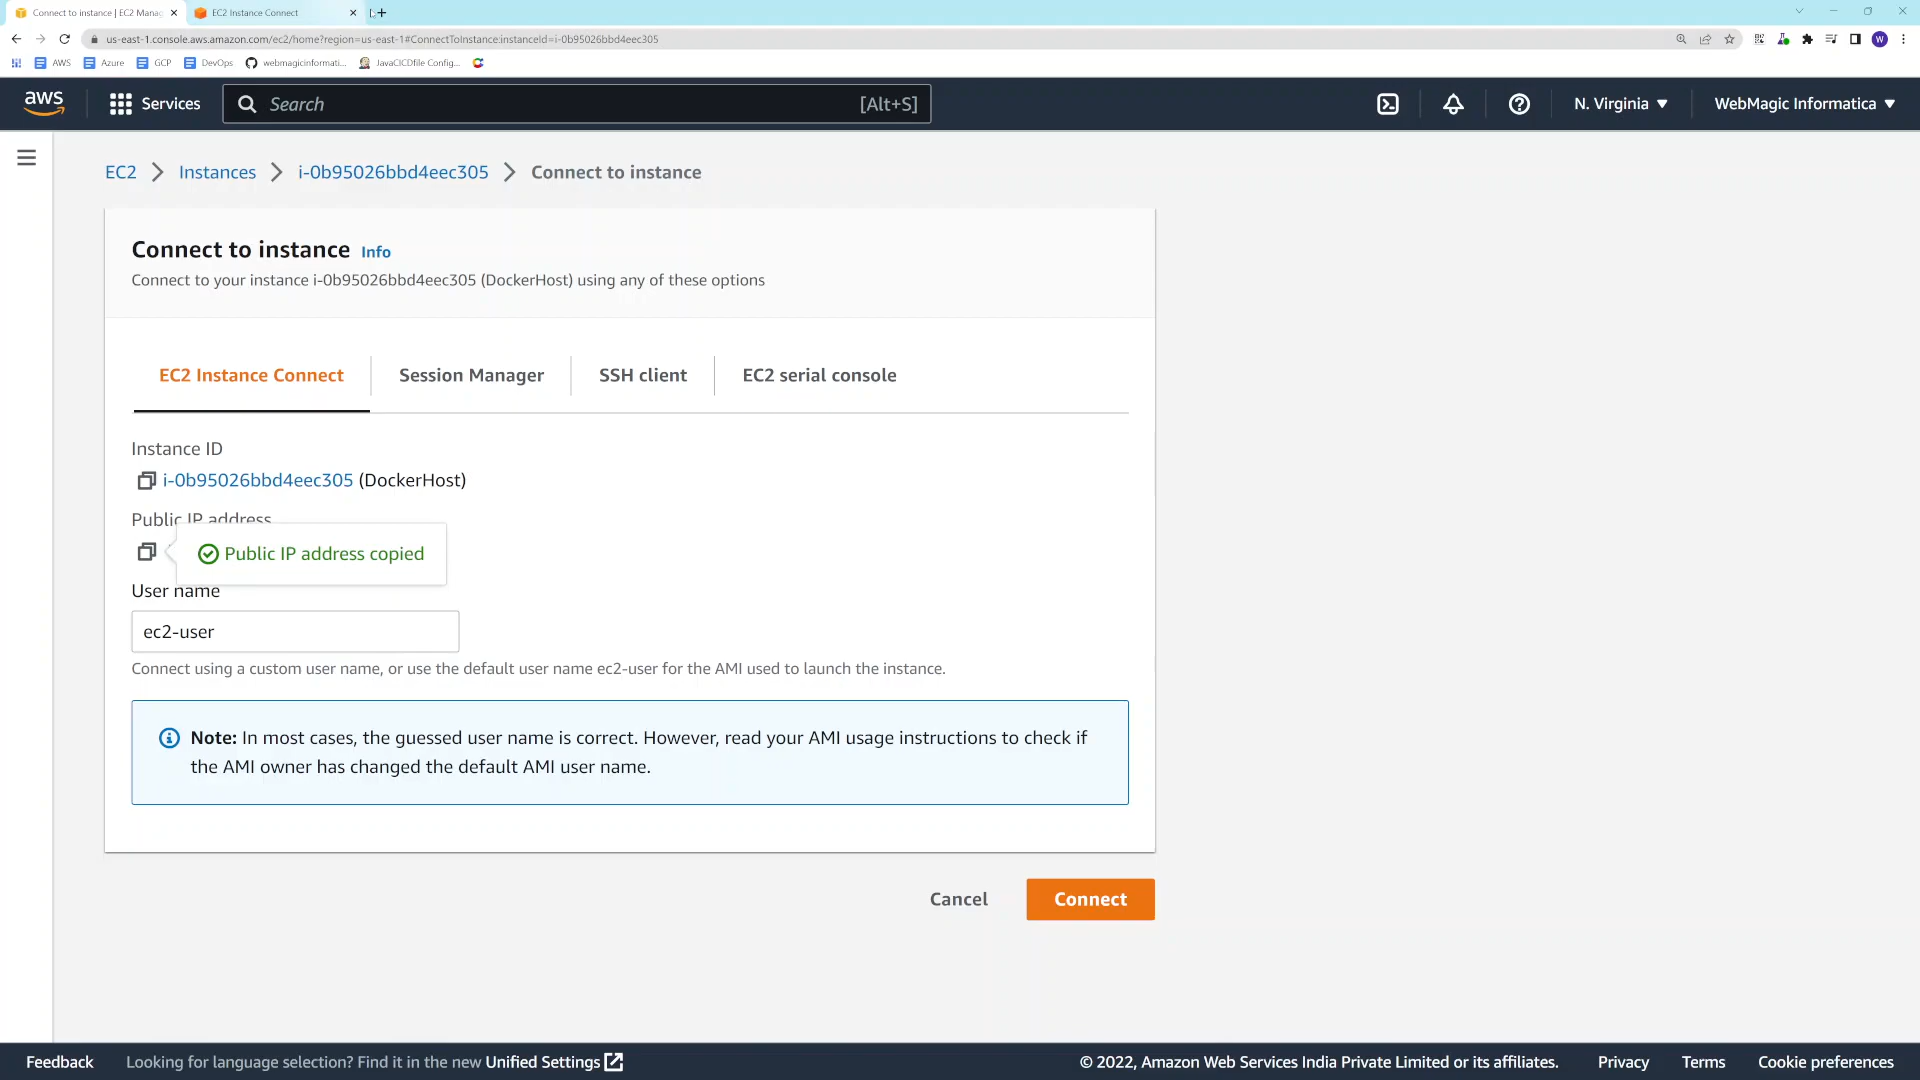 Connect to instance | EC2 Manag
EC2 Instance Connect
us-east-1.console.aws.amazon.com/ec2/home?region=us-east-1#ConnectToInstance:instanceId=i-0b95026bbd4eec305
W
AWS
Azure
GCP
DevOps
webmagicinformati...
JavaCICDfile Config...
aws
Services
Search
[Alt+S]
N. Virginia
WebMagic Informatica
EC2
Instances
i-0b95026bbd4eec305
Connect to instance
Connect to instance Info
Connect to your instance i-0b95026bbd4eec305 (DockerHost) using any of these options
EC2 Instance Connect
Session Manager
SSH client
EC2 serial console
Instance ID
i-0b95026bbd4eec305 (DockerHost)
Public IP address
Public IP address copied
User name
ec2-user
Connect using a custom user name, or use the default user name ec2-user for the AMI used to launch the instance.
Note: In most cases, the guessed user name is correct. However, read your AMI usage instructions to check if
the AMI owner has changed the default AMI user name.
Cancel
Connect
Feedback
Looking for language selection? Find it in the new Unified Settings
© 2022, Amazon Web Services India Private Limited or its affiliates.
Privacy
Terms
Cookie preferences